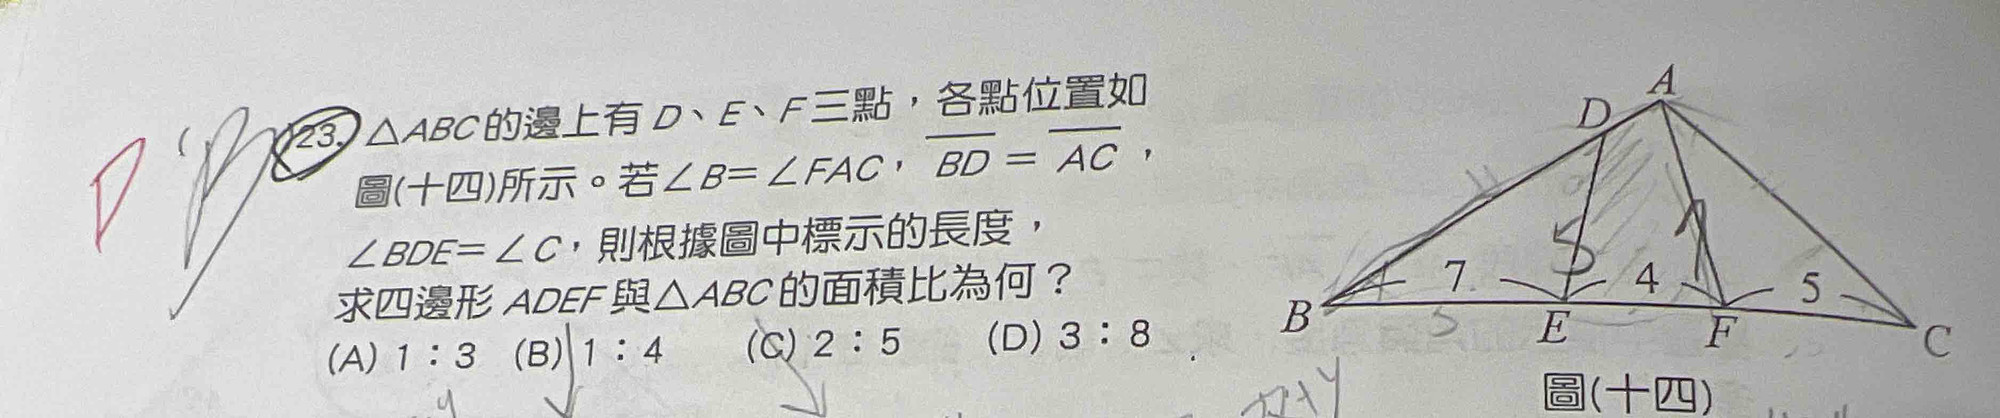 23. △ABC的邊上有 D、E、F三點，各點位置如
圖(十四)所示。若∠B=∠FAC，BD = AC，
∠BDE=∠C，則根據圖中標示的長度，
求四邊形 ADEF與△ABC的面積比為何？
(A) 1：3 (B) 1：4 (C) 2：5 (D) 3：8
A
D
7
5
4
5
B
5
E
F
C
圖(十四)